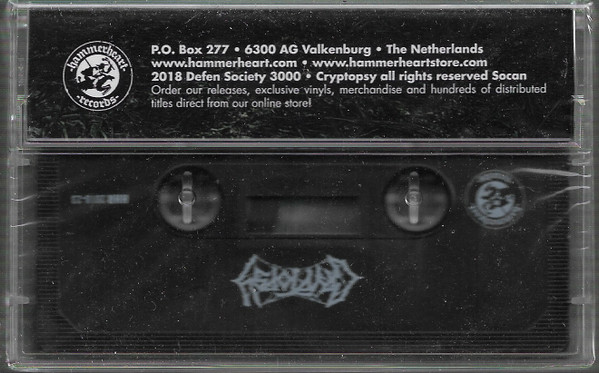 hammerheart
records
P.O. Box 277 • 6300 AG Valkenburg • The Netherlands
www.hammerheart.com • www.hammerheartstore.com
2018 Defen Society 3000 • Cryptopsy all rights reserved Socan
Order our releases, exclusive vinyls, merchandise and hundreds of distributed
titles direct from our online store!